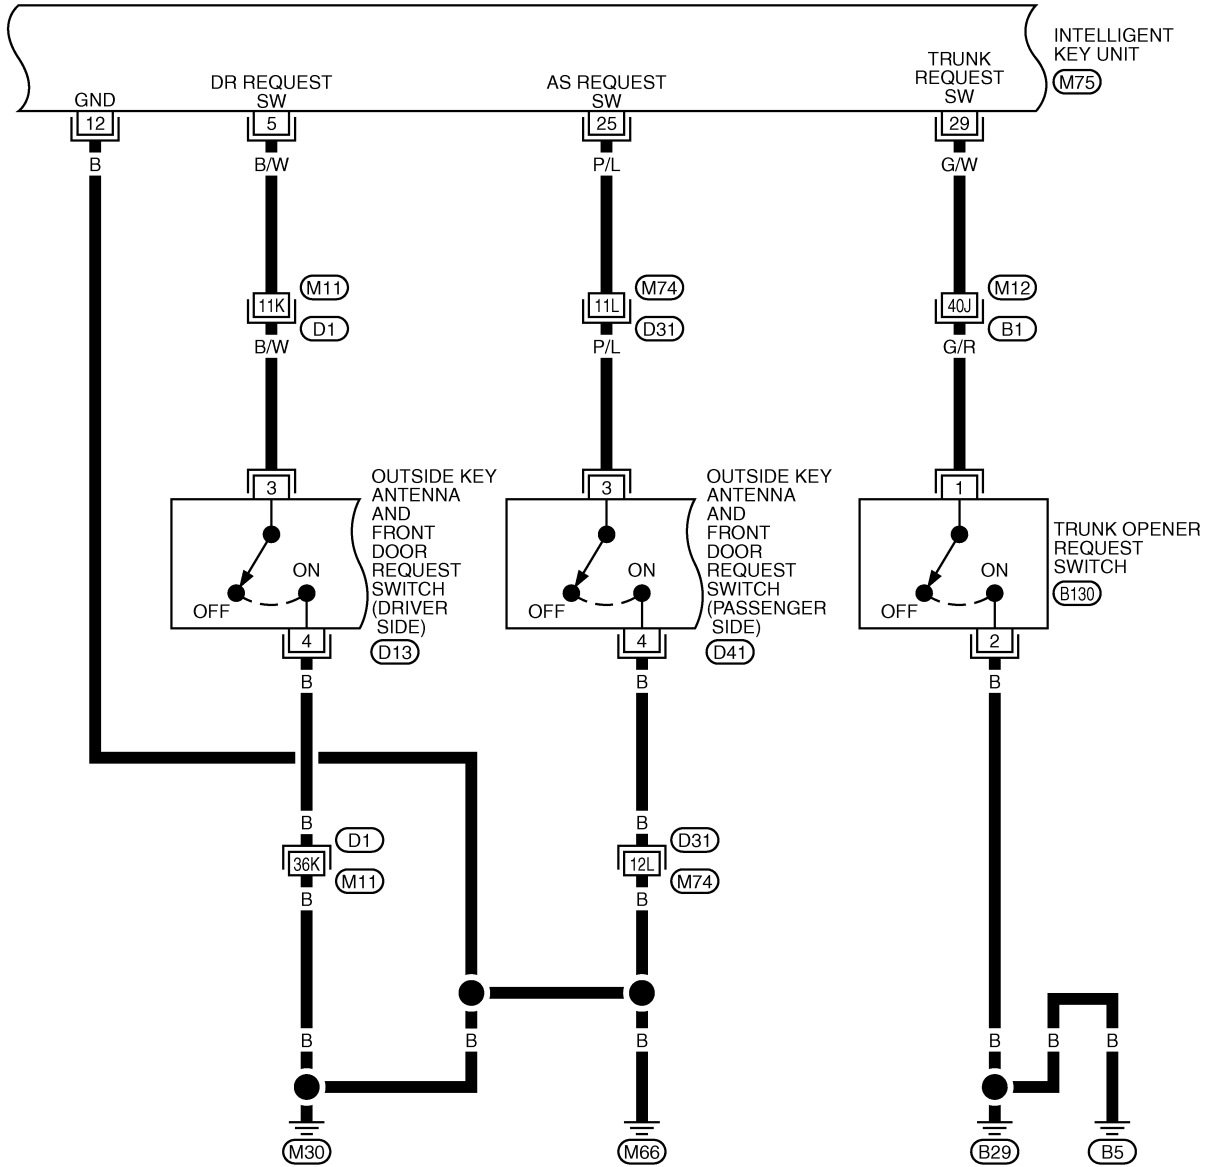 INTELLIGENT
KEY UNIT
M75
GND
DR REQUEST
SW
AS REQUEST
SW
TRUNK
REQUEST
SW
12
5
25
29
B
B/W
P/L
G/W
11K
M11
D1
11L
M74
D31
40J
M12
B1
B/W
P/L
G/R
3
3
1
OUTSIDE KEY
ANTENNA
AND
FRONT
DOOR
REQUEST
SWITCH
(DRIVER
SIDE)
D13
OFF
ON
OUTSIDE KEY
ANTENNA
AND
FRONT
DOOR
REQUEST
SWITCH
(PASSENGER
SIDE)
D41
OFF
ON
TRUNK OPENER
REQUEST
SWITCH
B130
OFF
ON
4
4
2
B
B
B
B
B
36K
D1
M11
12L
D31
M74
B
B
B
B
B
B
B
B
M30
M66
B29
B5